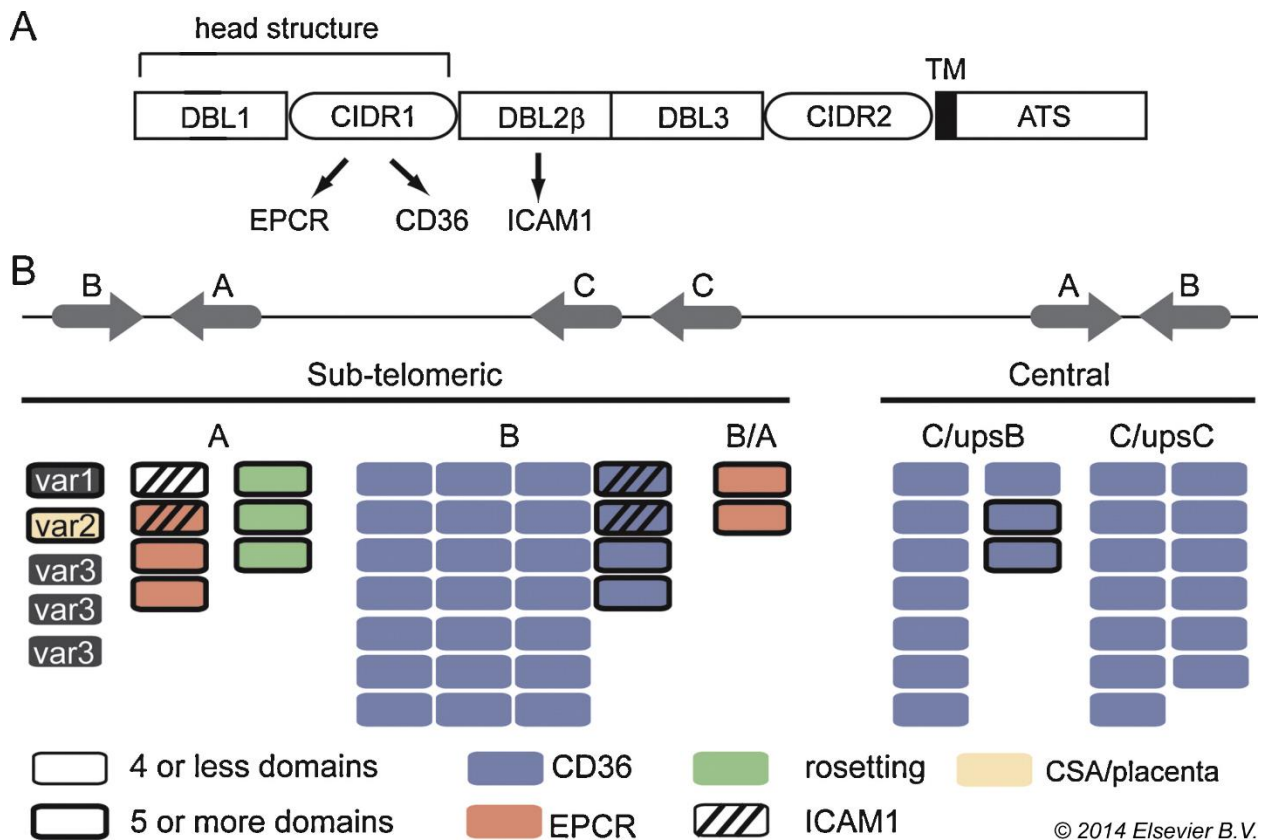 A
head structure
TM
DBL1 CIDR1 DBL2β DBL3 CIDR2 ATS
EPCR CD36 ICAM1
B
B A C C A B
Sub-telomeric Central
A B B/A C/upsB C/upsC
var1
var2
var3
var3
var3
4 or less domains CD36 rosetting CSA/placenta
5 or more domains EPCR ICAM1
© 2014 Elsevier B.V.